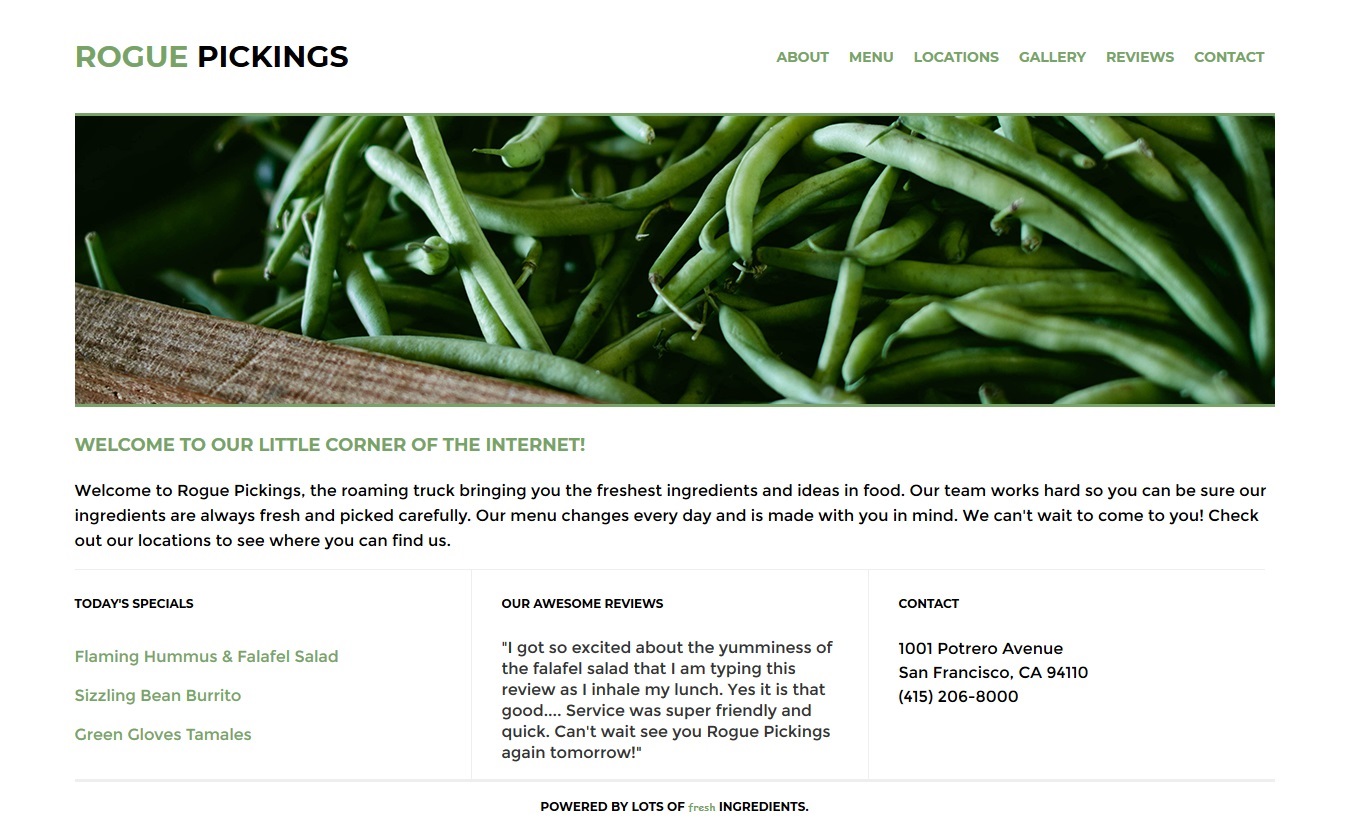 ROGUE PICKINGS
ABOUT MENU LOCATIONS GALLERY REVIEWS CONTACT
WELCOME TO OUR LITTLE CORNER OF THE INTERNET!
Welcome to Rogue Pickings, the roaming truck bringing you the freshest ingredients and ideas in food. Our team works hard so you can be sure our
ingredients are always fresh and picked carefully. Our menu changes every day and is made with you in mind. We can't wait to come to you! Check
out our locations to see where you can find us.
TODAY'S SPECIALS
Flaming Hummus & Falafel Salad
Sizzling Bean Burrito
Green Gloves Tamales
OUR AWESOME REVIEWS
"I got so excited about the yumminess of
the falafel salad that I am typing this
review as I inhale my lunch. Yes it is that
good.... Service was super friendly and
quick. Can't wait see you Rogue Pickings
again tomorrow!"
CONTACT
1001 Potrero Avenue
San Francisco, CA 94110
(415) 206-8000
POWERED BY LOTS OF fresh INGREDIENTS.